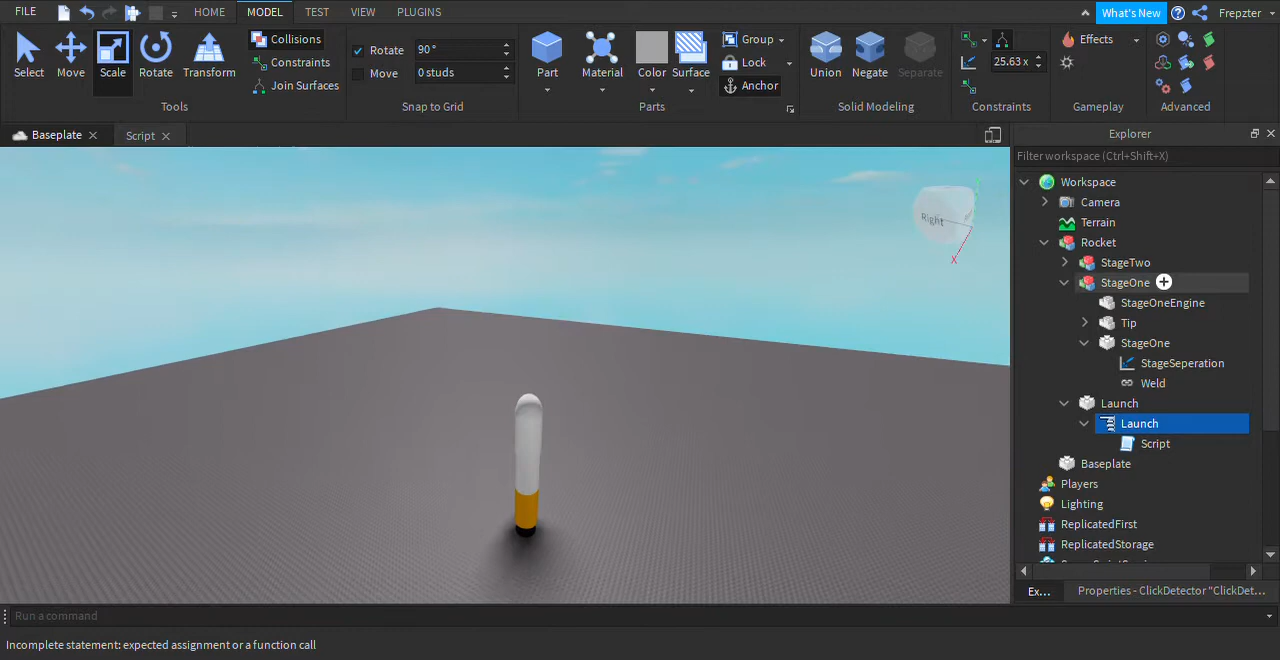 FILE HOME MODEL TEST VIEW PLUGINS What's New Frepzter
Select Move Scale Rotate Transform
Collisions
Constraints
Join Surfaces
Tools
Rotate 90°
Move 0 studs
Snap to Grid
Part Material Color Surface
Group
Lock
Anchor
Parts
Union Negate Separate
Solid Modeling
25.63 x
Constraints
Effects
Gameplay
Advanced
Baseplate Script
Right
X
Explorer
Filter workspace (Ctrl+Shift+X)
Workspace
Camera
Terrain
Rocket
StageTwo
StageOne
StageOneEngine
Tip
StageOne
StageSeperation
Weld
Launch
Launch
Script
Baseplate
Players
Lighting
ReplicatedFirst
ReplicatedStorage
Ex... Properties - ClickDetector "ClickDet...
Run a command
Incomplete statement: expected assignment or a function call